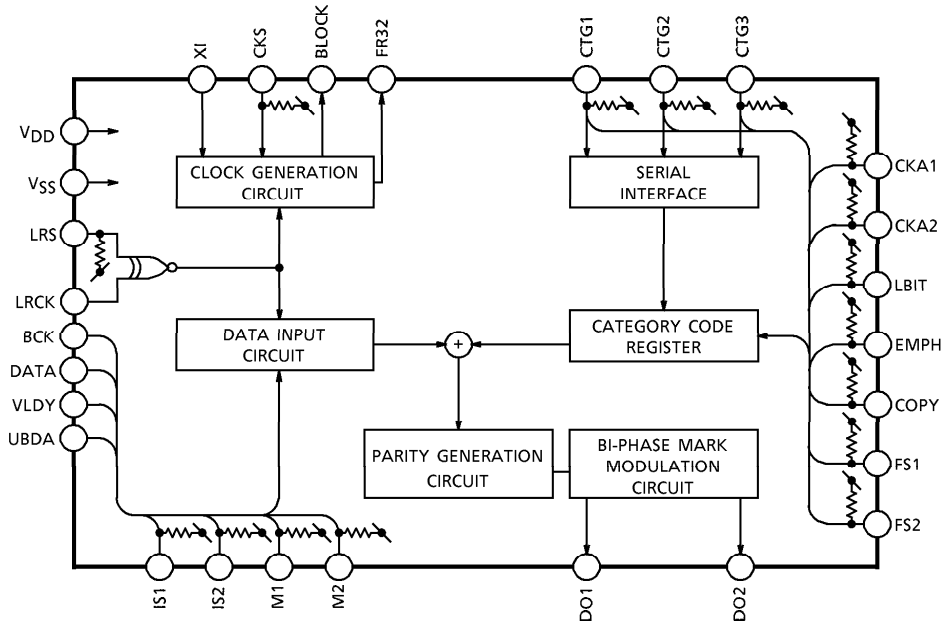 XI
CKS
BLOCK
FR32
CTG1
CTG2
CTG3
VDD
VSS
LRS
LRCK
BCK
DATA
VLDY
UBDA
CLOCK GENERATION
CIRCUIT
SERIAL
INTERFACE
DATA INPUT
CIRCUIT
+
CATEGORY CODE
REGISTER
PARITY GENERATION
CIRCUIT
BI-PHASE MARK
MODULATION
CIRCUIT
CKA1
CKA2
LBIT
EMPH
COPY
FS1
FS2
IS1
IS2
M1
M2
DO1
DO2